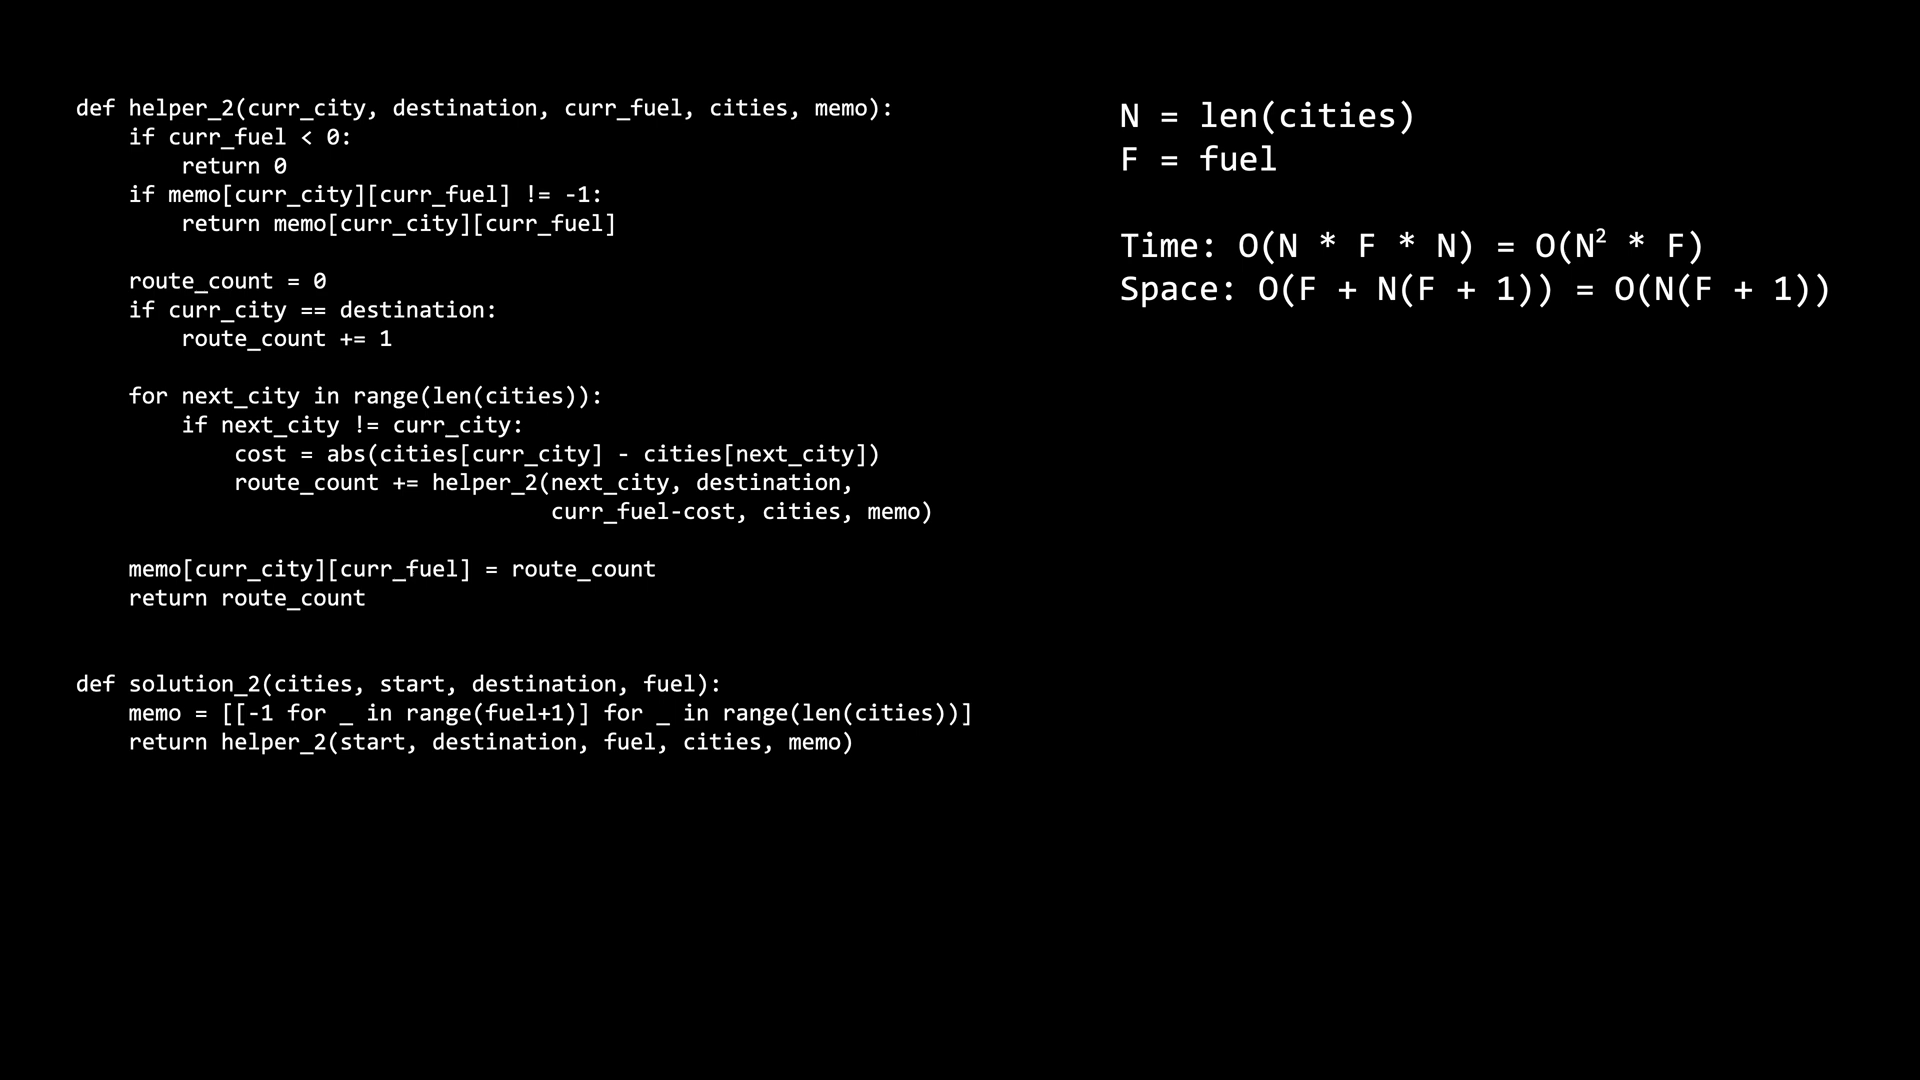 def helper_2(curr_city, destination, curr_fuel, cities, memo):
    if curr_fuel < 0:
        return 0
    if memo[curr_city][curr_fuel] != -1:
        return memo[curr_city][curr_fuel]

    route_count = 0
    if curr_city == destination:
        route_count += 1

    for next_city in range(len(cities)):
        if next_city != curr_city:
            cost = abs(cities[curr_city] - cities[next_city])
            route_count += helper_2(next_city, destination,
                                    curr_fuel-cost, cities, memo)

    memo[curr_city][curr_fuel] = route_count
    return route_count


def solution_2(cities, start, destination, fuel):
    memo = [[-1 for _ in range(fuel+1)] for _ in range(len(cities))]
    return helper_2(start, destination, fuel, cities, memo)

N = len(cities)
F = fuel

Time: O(N * F * N) = O(N² * F)
Space: O(F + N(F + 1)) = O(N(F + 1))